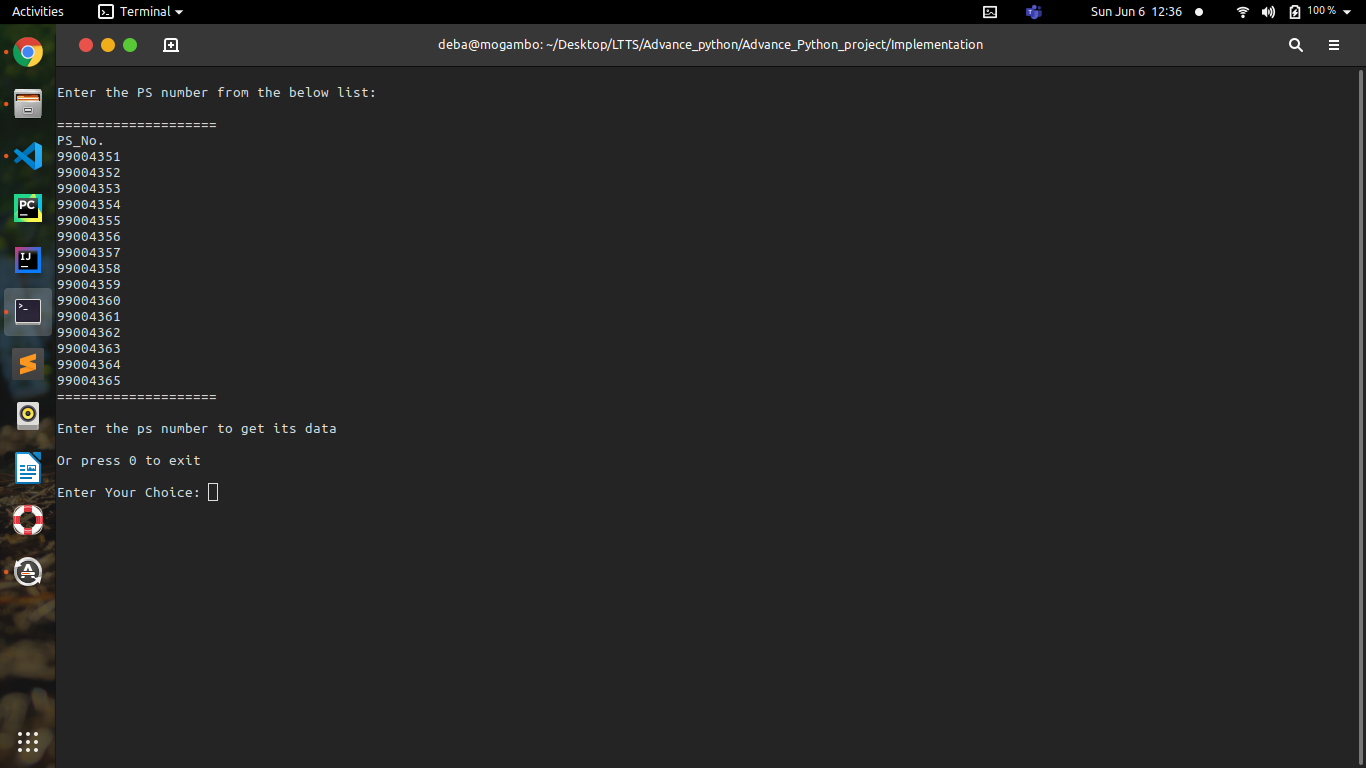 Activities
Terminal
Sun Jun 6 12:36
100 %
deba@mogambo: ~/Desktop/LTTS/Advance_python/Advance_Python_project/Implementation
Enter the PS number from the below list:
====================
PS_No.
99004351
99004352
99004353
99004354
99004355
99004356
99004357
99004358
99004359
99004360
99004361
99004362
99004363
99004364
99004365
====================
Enter the ps number to get its data
Or press 0 to exit
Enter Your Choice:
PC
IJ